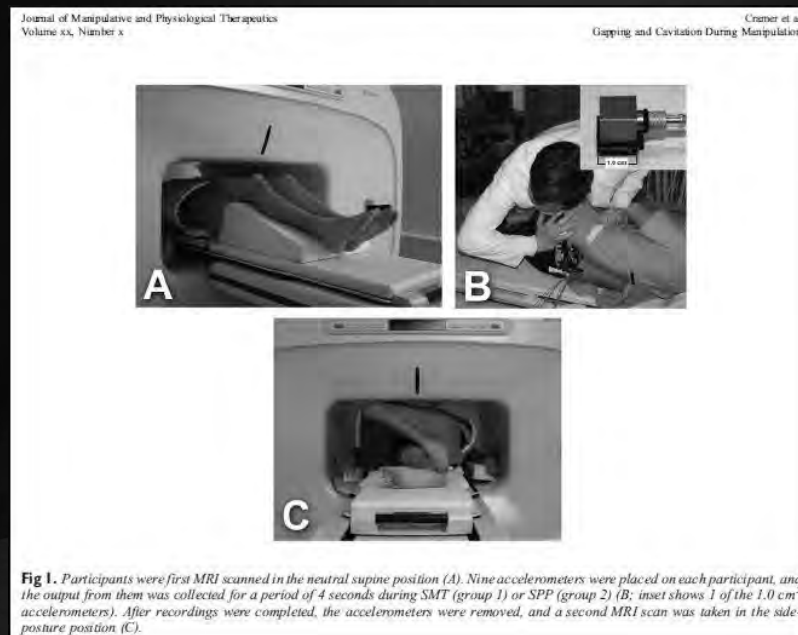 Journal of Manipulative and Physiological Therapeutics
Volume xx, Number x
Cramer et a
Gapping and Cavitation During Manipulation
1.0 cm
A
B
C
Fig 1. Participants were first MRI scanned in the neutral supine position (A). Nine accelerometers were placed on each participant, and
the output from them was collected for a period of 4 seconds during SMT (group 1) or SPP (group 2) (B; inset shows 1 of the 1.0 cm
accelerometers). After recordings were completed, the accelerometers were removed, and a second MRI scan was taken in the side-
posture position (C).